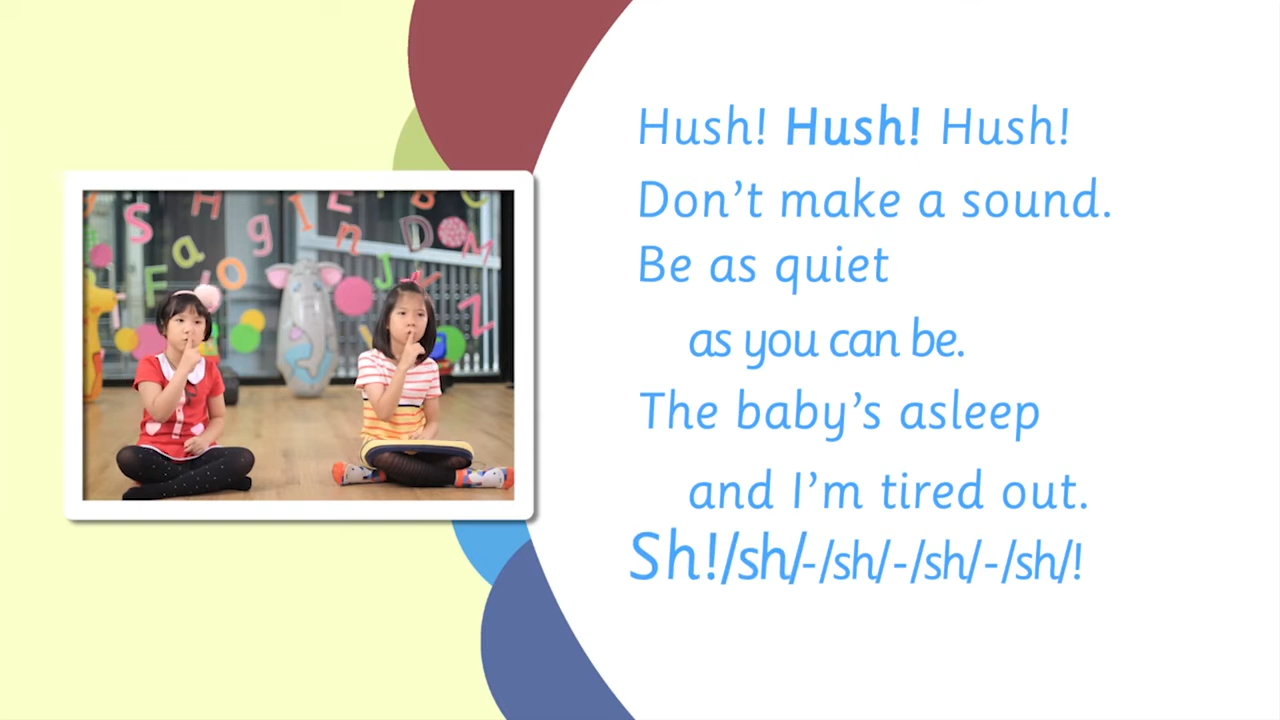 Hush! Hush! Hush!
Don't make a sound.
Be as quiet
as you can be.
The baby's asleep
and I'm tired out.
Sh!/sh/-/sh/-/sh/-/sh/!